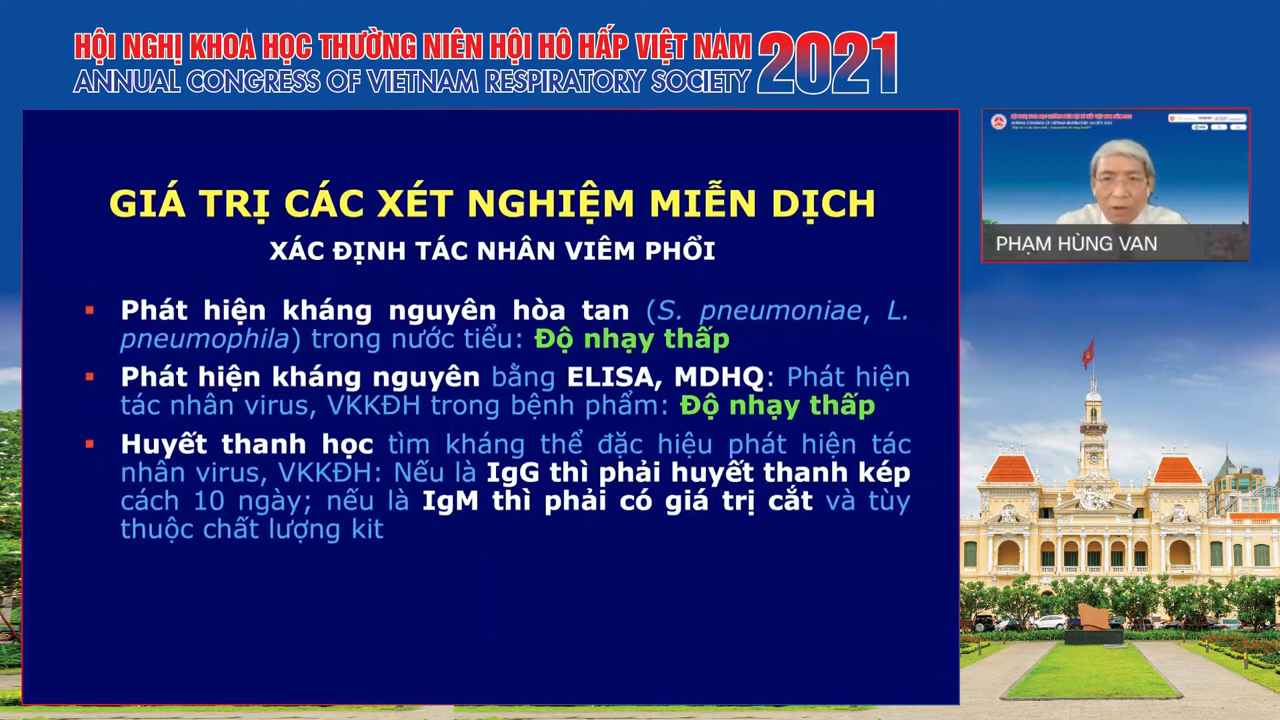 HỘI NGHỊ KHOA HỌC THƯỜNG NIÊN HỘI HÔ HẤP VIỆT NAM 2021
ANNUAL CONGRESS OF VIETNAM RESPIRATORY SOCIETY
GIÁ TRỊ CÁC XÉT NGHIỆM MIỄN DỊCH
XÁC ĐỊNH TÁC NHÂN VIÊM PHỔI
▪ Phát hiện kháng nguyên hòa tan (S. pneumoniae, L.
pneumophila) trong nước tiểu: Độ nhạy thấp
▪ Phát hiện kháng nguyên bằng ELISA, MDHQ: Phát hiện
tác nhân virus, VKKĐH trong bệnh phẩm: Độ nhạy thấp
▪ Huyết thanh học tìm kháng thể đặc hiệu phát hiện tác
nhân virus, VKKĐH: Nếu là IgG thì phải huyết thanh kép
cách 10 ngày; nếu là IgM thì phải có giá trị cắt và tùy
thuộc chất lượng kit
PHẠM HÙNG VAN